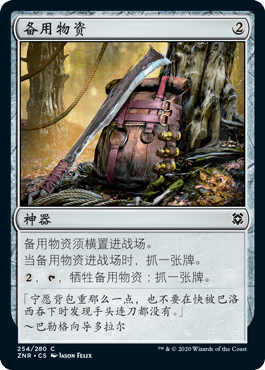 备用物资 2
神器
备用物资须横置进战场。
当备用物资进战场时,抓一张牌。
2,,牺牲备用物资:抓一张牌。
「宁愿背包重那么一点,也不要在快被巴洛
西吞下时发现手头连刀都没有。」
～巴勒格向导多拉尔
254/280 C
ZNR • CS JASON FELIX
™ & © 2020 Wizards of the Coast